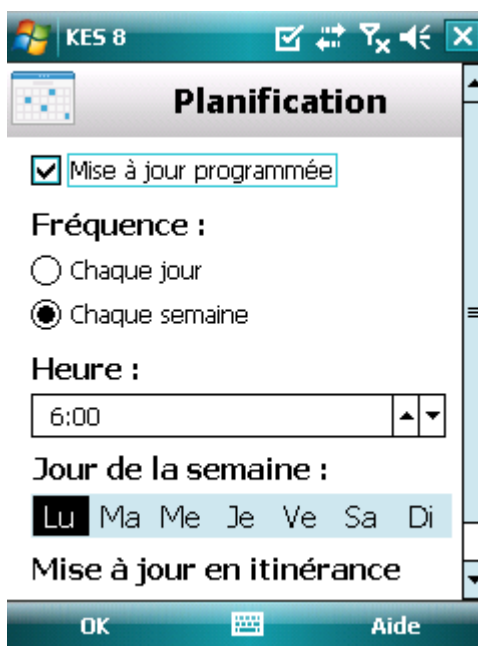 KES 8
Planification
Mise à jour programmée
Fréquence :
Chaque jour
Chaque semaine
Heure :
6:00
Jour de la semaine :
Lu Ma Me Je Ve Sa Di
Mise à jour en itinérance
OK Aide